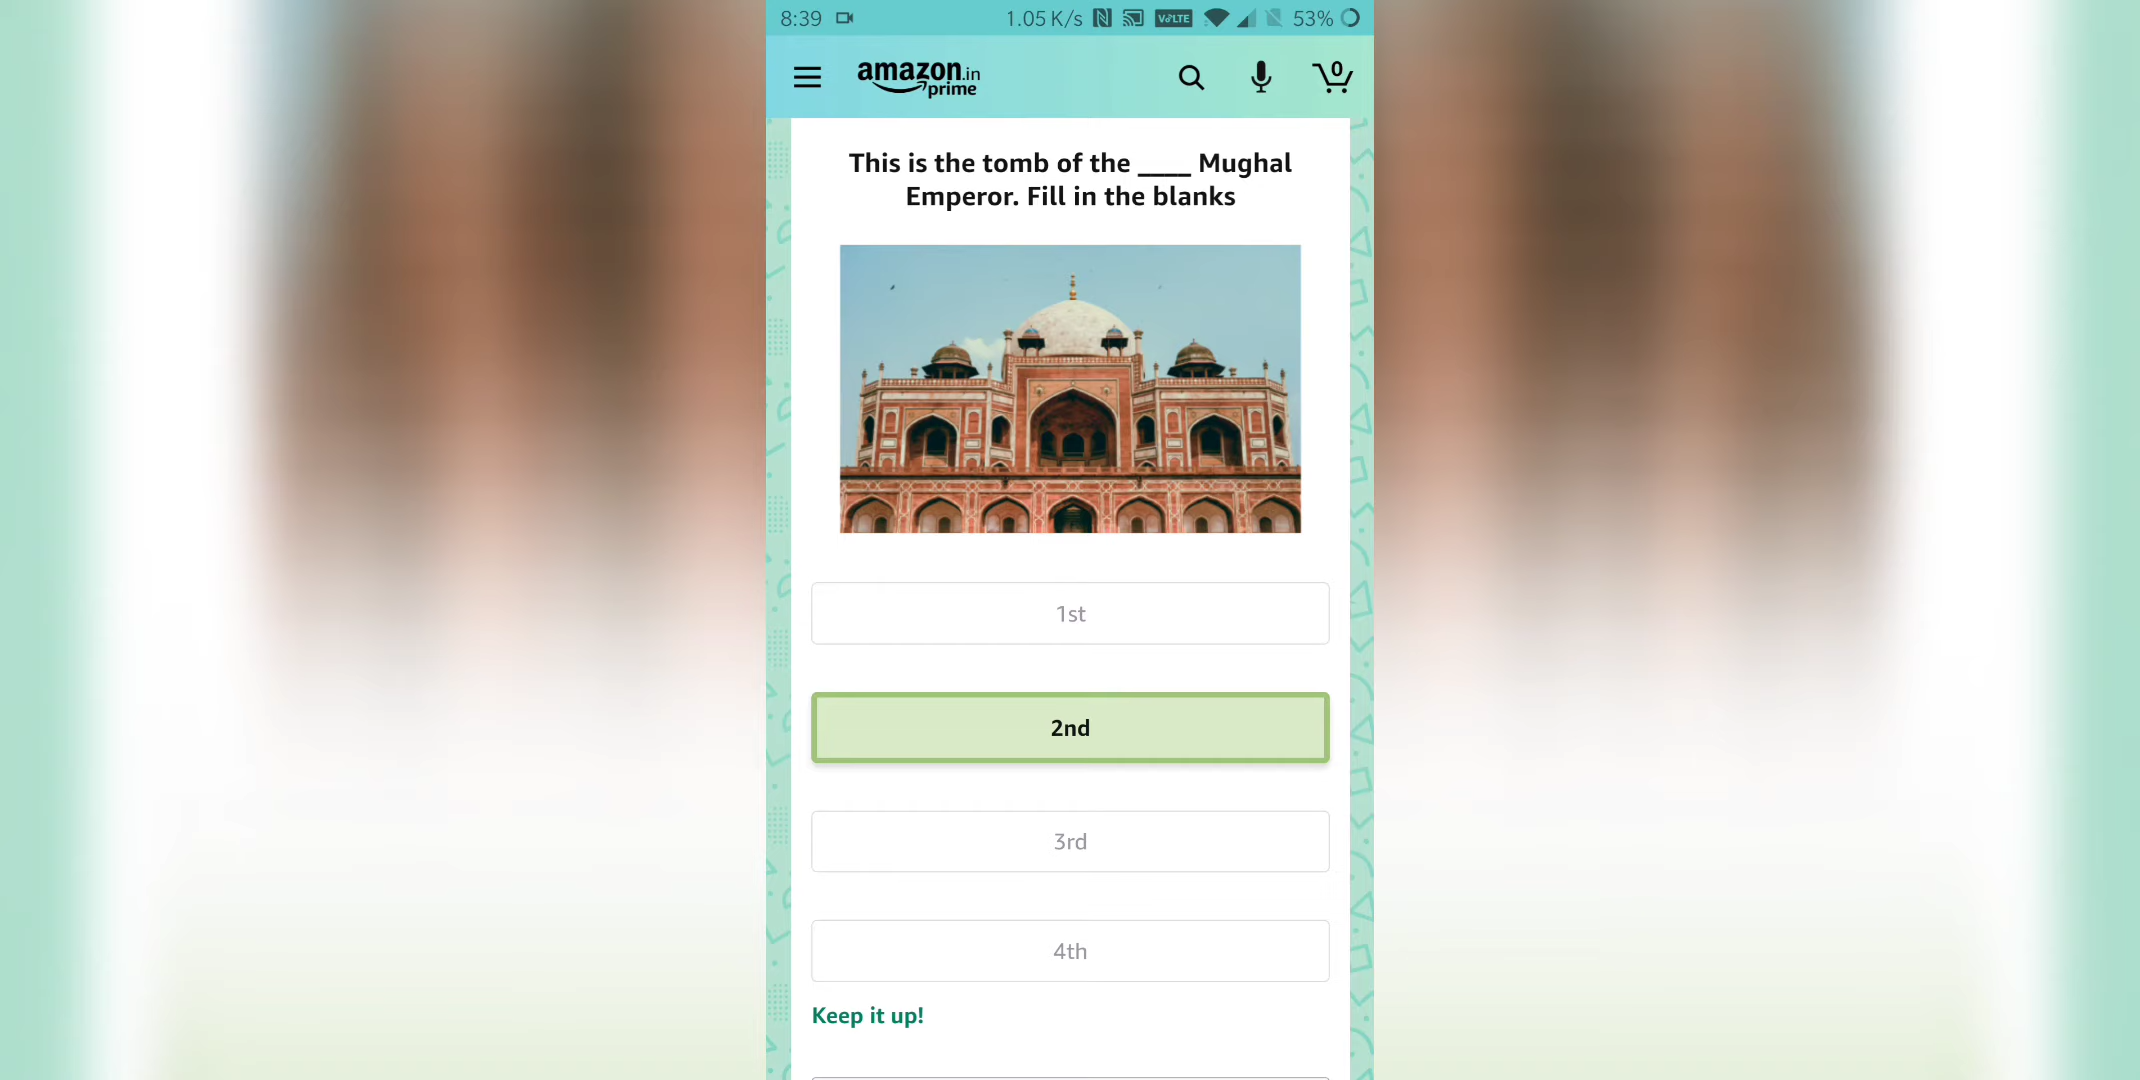 8:39 1.05 K/s VoLTE 53%
amazon.in
prime
0
This is the tomb of the ____ Mughal
Emperor. Fill in the blanks
1st
2nd
3rd
4th
Keep it up!